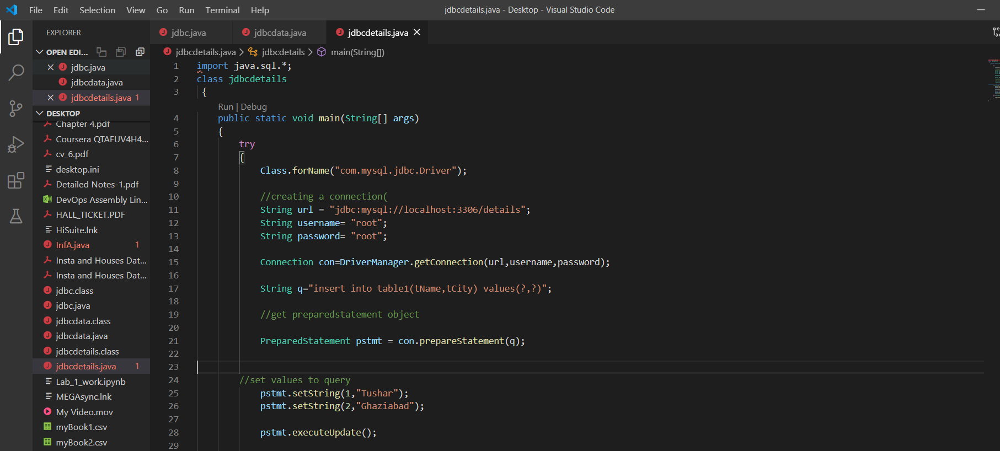 File Edit Selection View Go Run Terminal Help jdbcdetails.java - Desktop - Visual Studio Code
EXPLORER
OPEN EDI...
jdbc.java
jdbcdata.java
jdbcdetails.java 1
DESKTOP
Chapter 4.pdf
Coursera QTAFUV4H4...
cv_6.pdf
desktop.ini
Detailed Notes-1.pdf
DevOps Assembly Lin...
HALL_TICKET.PDF
HiSuite.lnk
InfA.java 1
Insta and Houses Dat...
Insta and Houses Dat...
jdbc.class
jdbc.java
jdbcdata.class
jdbcdata.java
jdbcdetails.class
jdbcdetails.java 1
Lab_1_work.ipynb
MEGAsync.lnk
My Video.mov
myBook1.csv
myBook2.csv
jdbc.java jdbcdata.java jdbcdetails.java
jdbcdetails.java > jdbcdetails > main(String[])
1 import java.sql.*;
2 class jdbcdetails
3 {
Run | Debug
4 public static void main(String[] args)
5 {
6 try
7 {
8 Class.forName("com.mysql.jdbc.Driver");
9
10 //creating a connection(
11 String url = "jdbc:mysql://localhost:3306/details";
12 String username= "root";
13 String password= "root";
14
15 Connection con=DriverManager.getConnection(url,username,password);
16
17 String q="insert into table1(tName,tCity) values(?,?)";
18
19 //get preparedstatement object
20
21 PreparedStatement pstmt = con.prepareStatement(q);
22
23
24 //set values to query
25 pstmt.setString(1,"Tushar");
26 pstmt.setString(2,"Ghaziabad");
27
28 pstmt.executeUpdate();
29